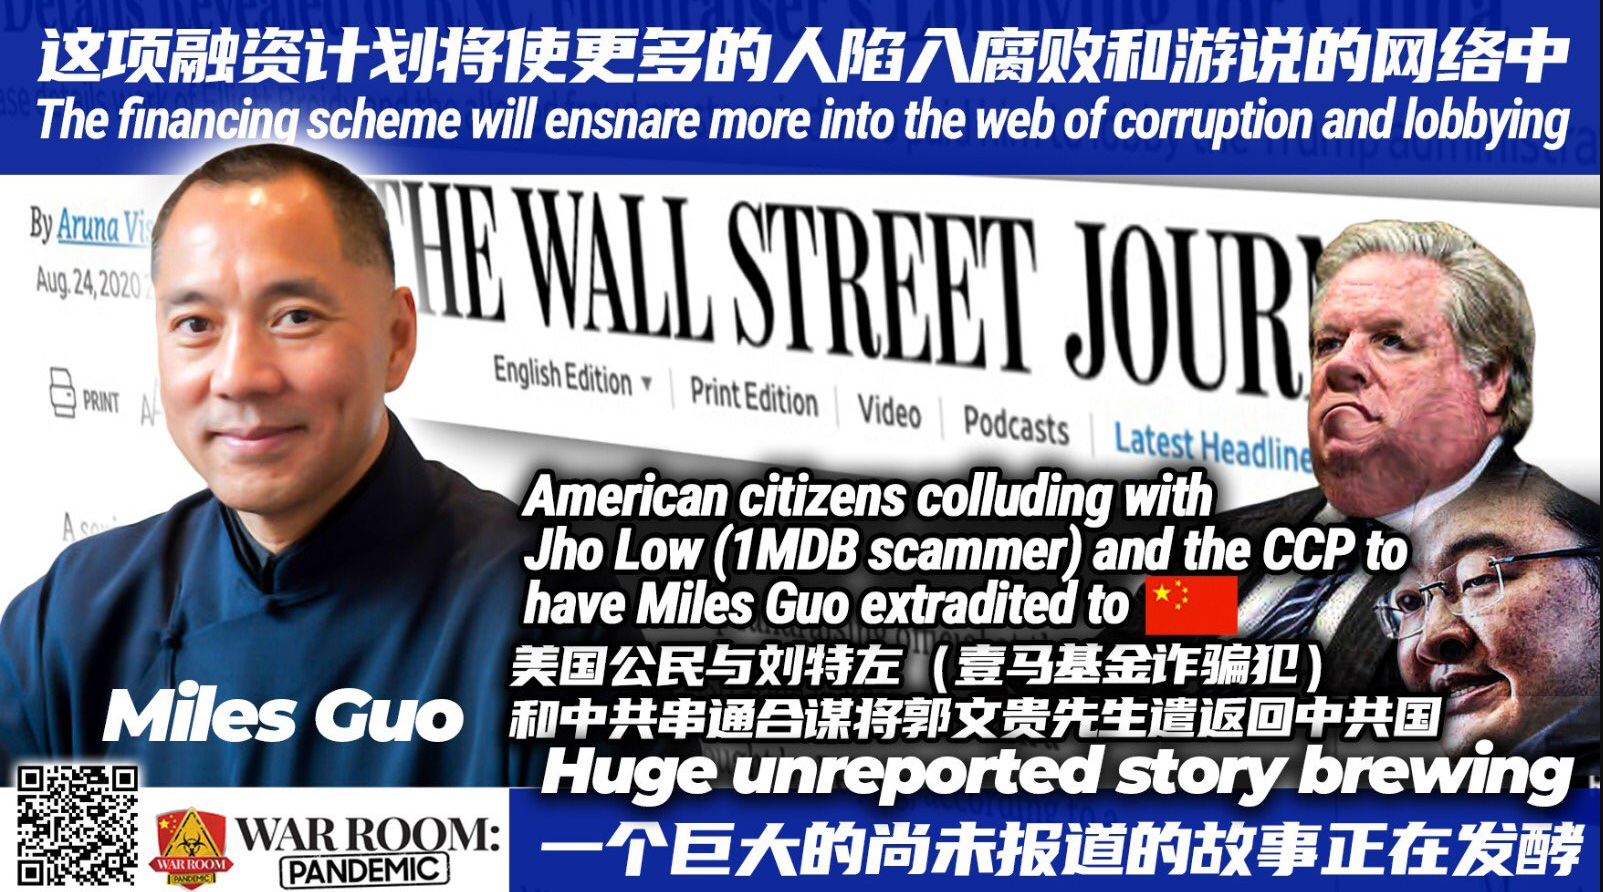 这项融资计划将使更多的人陷入腐败和游说的网络中
The financing scheme will ensnare more into the web of corruption and lobbying
By Aruna Vis
Aug. 24, 2020
THE WALL STREET JOUR
PRINT
English Edition ▼ | Print Edition | Video | Podcasts | Latest Headline
American citizens colluding with
Jho Low (1MDB scammer) and the CCP to
have Miles Guo extradited to
美国公民与刘特左（壹马基金诈骗犯）
和中共串通合谋将郭文贵先生遣返回中共国
Miles Guo
Huge unreported story brewing
一个巨大的尚未报道的故事正在发酵
WAR ROOM
PANDEMIC
WAR ROOM:
PANDEMIC